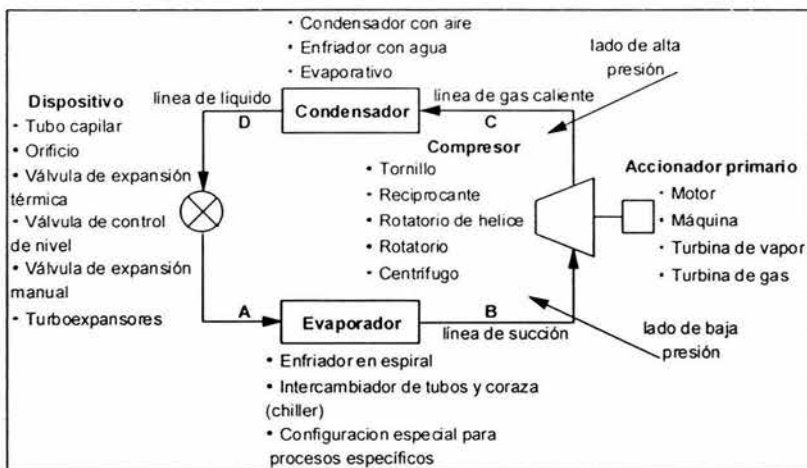 • Condensador con aire
• Enfriador con agua
• Evaporativo
lado de alta
presión
Dispositivo
• Tubo capilar
• Orificio
• Válvula de expansión
térmica
• Válvula de control
de nivel
• Válvula de expansión
manual
• Turboexpansores
línea de líquido
D
Condensador
línea de gas caliente
C
Compresor
• Tornillo
• Reciprocante
• Rotatorio de helice
• Rotatorio
• Centrífugo
Accionador primario
• Motor
• Máquina
• Turbina de vapor
• Turbina de gas
A
Evaporador
B
línea de succión
lado de baja
presión
• Enfriador en espiral
• Intercambiador de tubos y coraza
(chiller)
• Configuracion especial para
procesos específicos